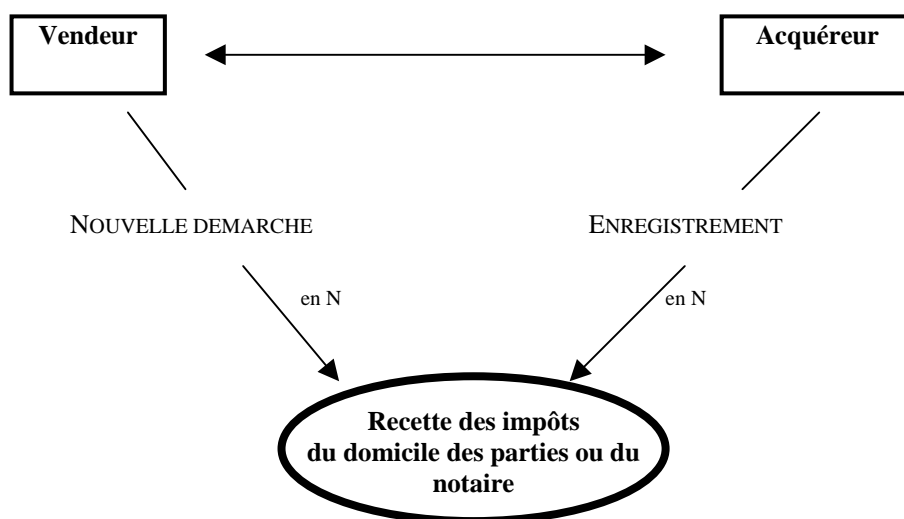 Vendeur
Acquéreur
NOUVELLE DEMARCHE
ENREGISTREMENT
en N
en N
Recette des impôts
du domicile des parties ou du
notaire